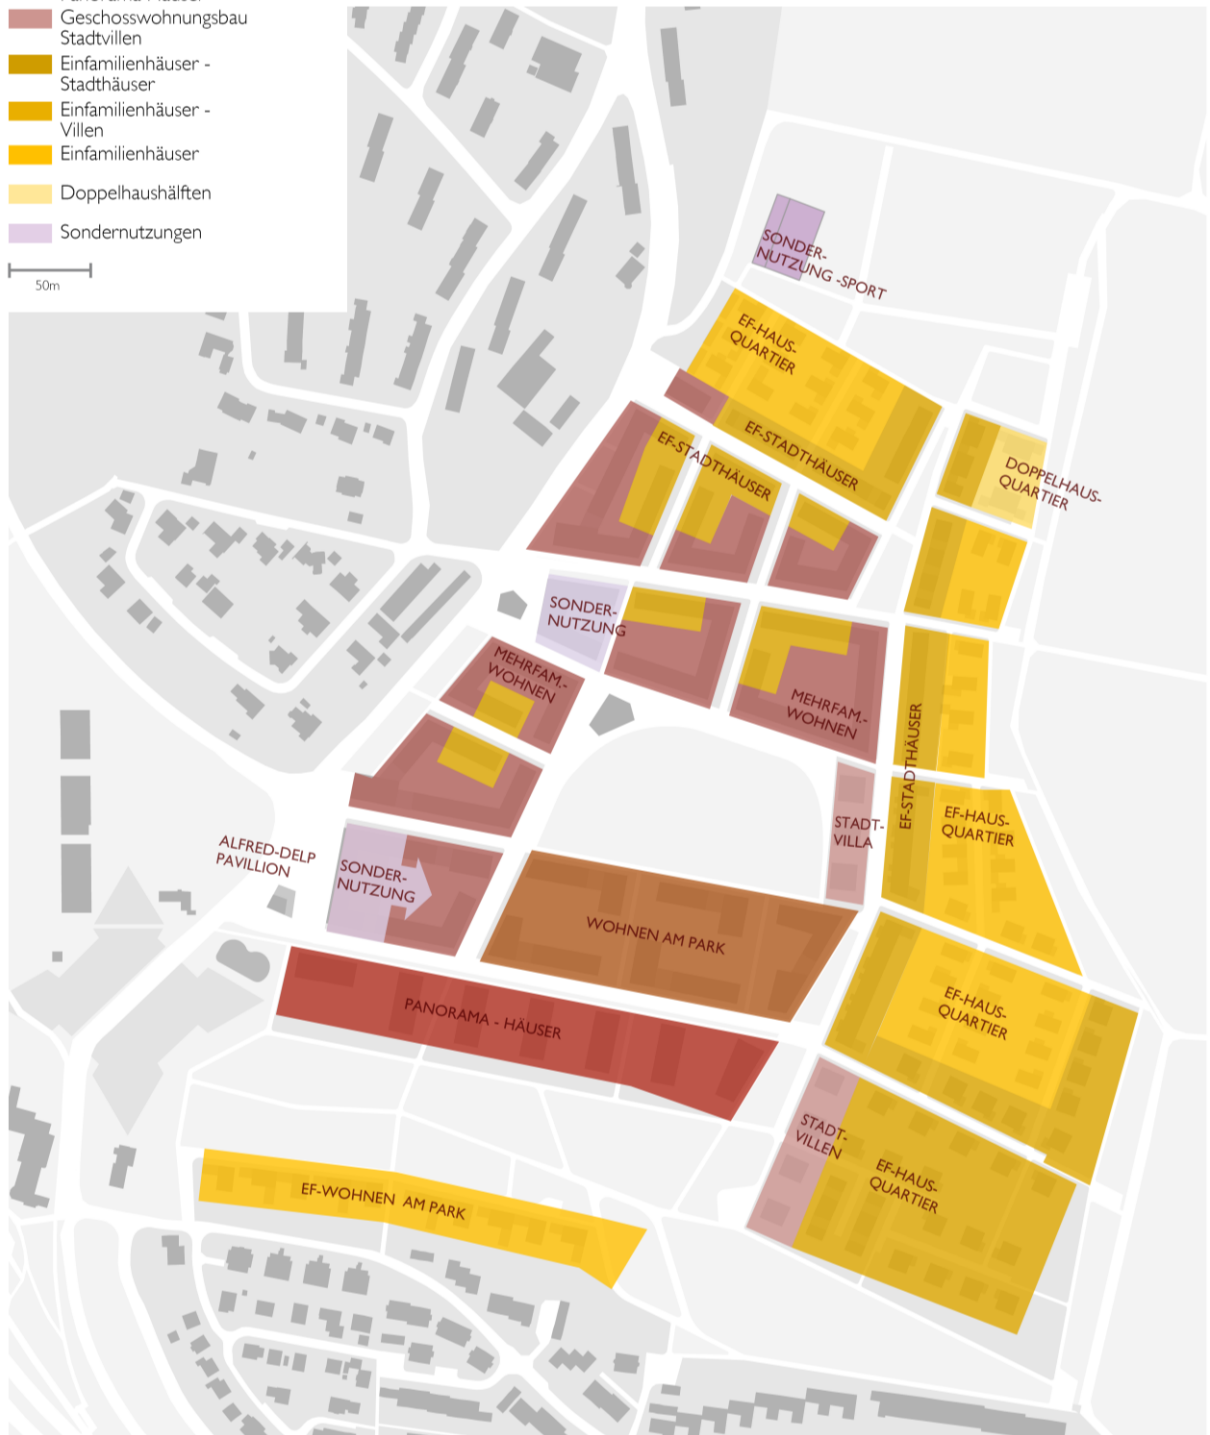 Geschosswohnungsbau
Stadtvillen
Einfamilienhäuser -
Stadthäuser
Einfamilienhäuser -
Villen
Einfamilienhäuser
Doppelhaushälften
Sondernutzungen
50m
SONDER-
NUTZUNG -SPORT
EF-HAUS-
QUARTIER
EF-STADTHÄUSER
EF-STADTHÄUSER
DOPPELHAUS-
QUARTIER
SONDER-
NUTZUNG
MEHRFAM.-
WOHNEN
MEHRFAM.-
WOHNEN
EF-STADTHÄUSER
STADT-
VILLA
EF-HAUS-
QUARTIER
ALFRED-DELP
PAVILLION
SONDER-
NUTZUNG
WOHNEN AM PARK
EF-HAUS-
QUARTIER
PANORAMA - HÄUSER
STADT-
VILLEN
EF-HAUS-
QUARTIER
EF-WOHNEN AM PARK